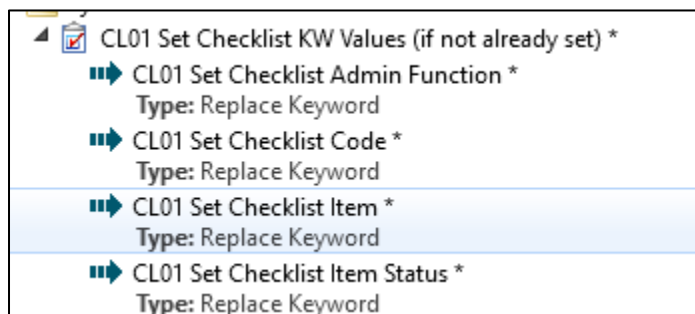 CL01 Set Checklist KW Values (if not already set) *
CL01 Set Checklist Admin Function *
Type: Replace Keyword
CL01 Set Checklist Code *
Type: Replace Keyword
CL01 Set Checklist Item *
Type: Replace Keyword
CL01 Set Checklist Item Status *
Type: Replace Keyword